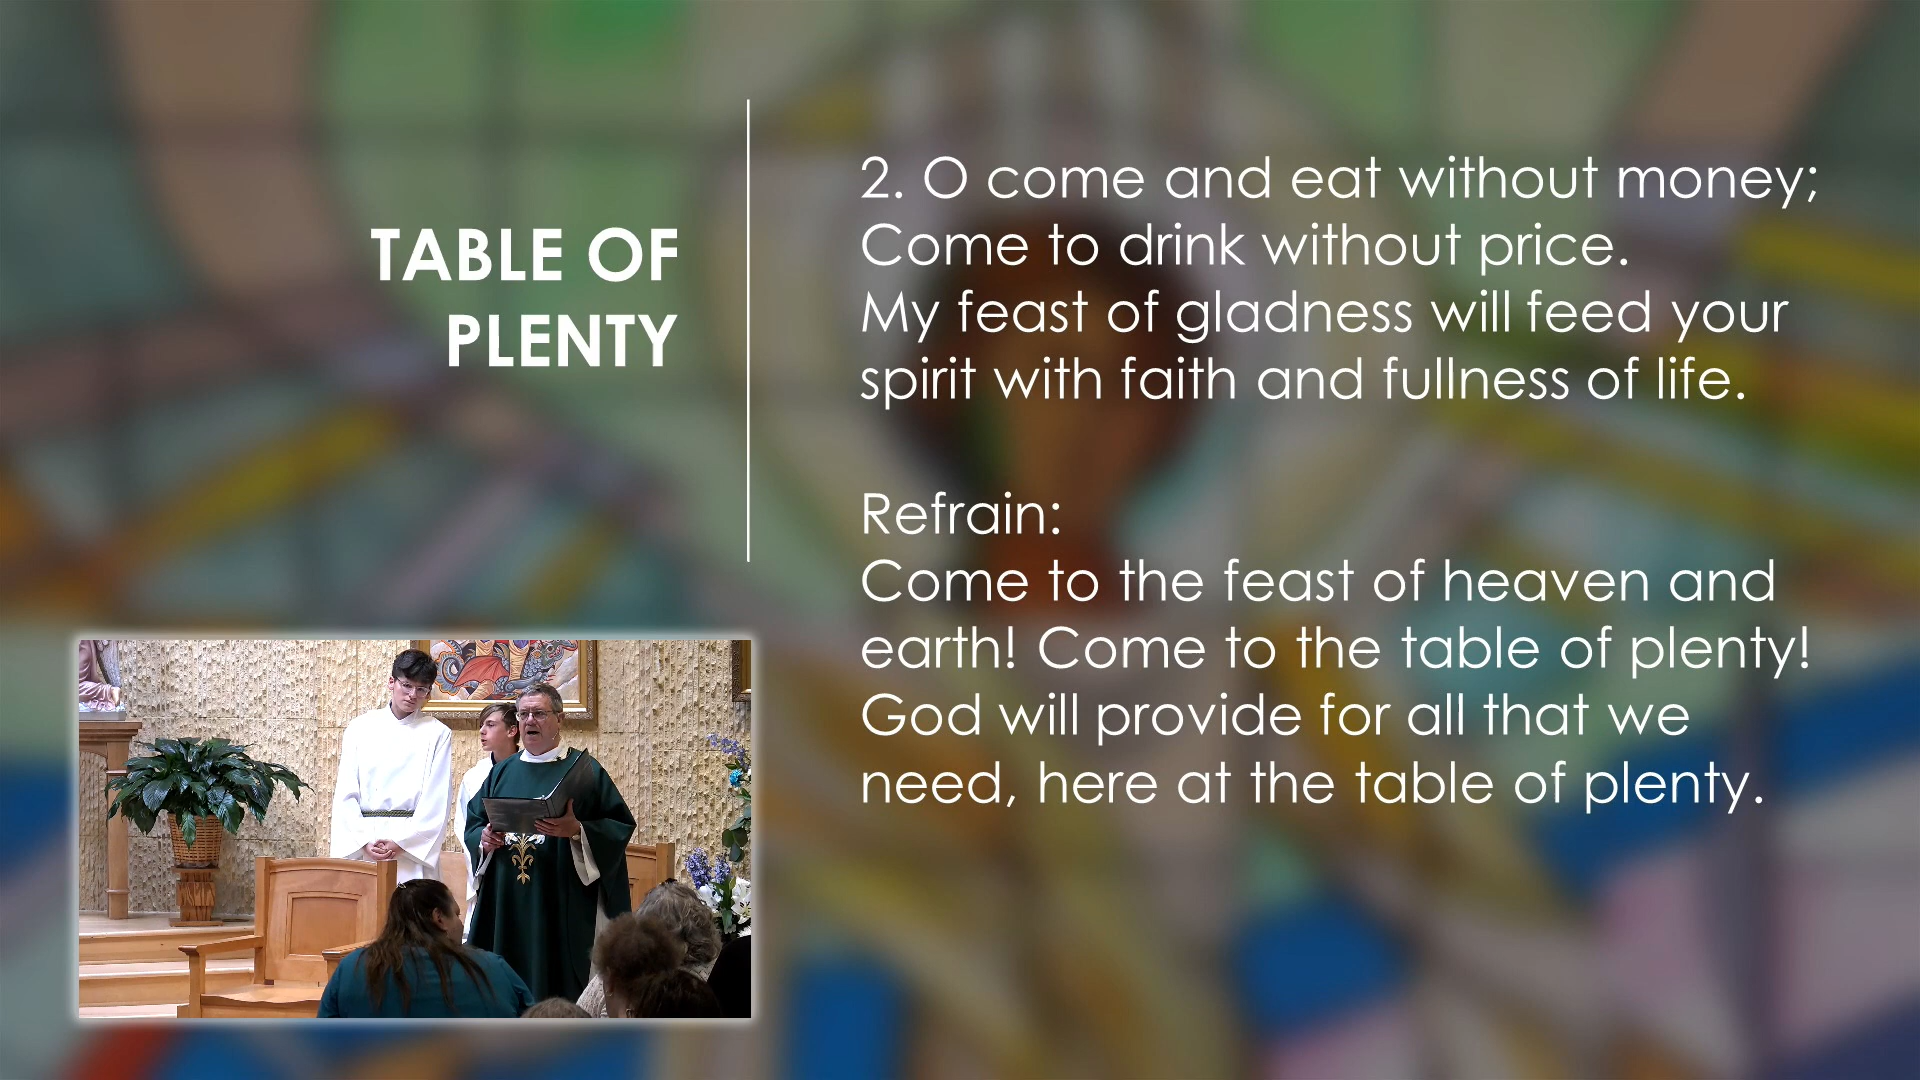 TABLE OF
PLENTY
2. O come and eat without money;
Come to drink without price.
My feast of gladness will feed your
spirit with faith and fullness of life.
Refrain:
Come to the feast of heaven and
earth! Come to the table of plenty!
God will provide for all that we
need, here at the table of plenty.